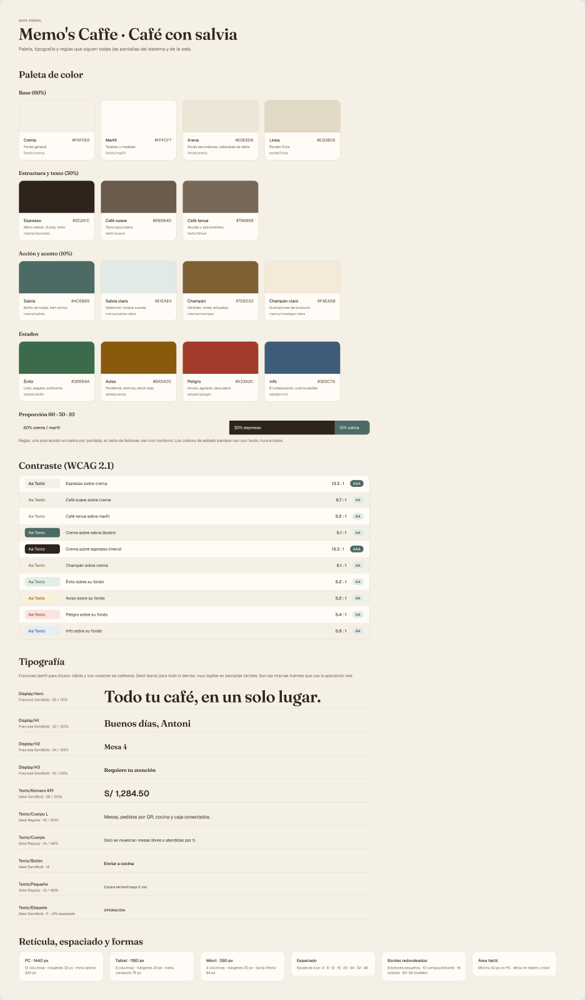 GUÍA VISUAL
Memo's Caffe · Café con salvia
Paleta, tipografía y reglas que siguen todas las pantallas del sistema y de la web.
Paleta de color
Base (60%)
Crema #F5F0E6
Fondo general
fondo/crema
Marfil #FFFCF7
Tarjetas y modales
fondo/marfil
Arena #EDE5D6
Zonas secundarias, cabeceras de tabla
fondo/arena
Línea #E2D8C6
Bordes finos
borde/linea
Estructura y texto (30%)
Espresso #2E241C
Menú lateral, títulos, texto
marca/espresso
Café suave #6B5B4D
Texto secundario
texto/suave
Café tenue #786858
Ayudas y placeholders
texto/tenue
Acción y acento (10%)
Salvia #4C6B65
Botón principal, ítem activo
marca/salvia
Salvia clara #E1EAE4
Selección, fondos suaves
marca/salvia-clara
Champán #7E6033
Detalles: notas, etiquetas
marca/champan
Champán claro #F4EAD8
Ilustraciones de producto
marca/champan-claro
Estados
Éxito #3B6B4A
Listo, pagado, suficiente
estado/exito
Aviso #8A5A0C
Pendiente, demora, stock bajo
estado/aviso
Peligro #A33A2C
Anular, agotado, descuadre
estado/peligro
Info #3E5C7A
En preparación, cuenta pedida
estado/info
Proporción 60 · 30 · 10
60% crema / marfil
30% espresso
10% salvia
Regla: una sola acción en salvia por pantalla; el resto de botones van con contorno. Los colores de estado siempre van con texto, nunca solos.
Contraste (WCAG 2.1)
Aa Texto Espresso sobre crema 13.3 : 1 AAA
Aa Texto Café suave sobre crema 5.7 : 1 AA
Aa Texto Café tenue sobre marfil 5.2 : 1 AA
Aa Texto Crema sobre salvia (botón) 5.1 : 1 AA
Aa Texto Crema sobre espresso (menú) 13.3 : 1 AAA
Aa Texto Champán sobre crema 5.1 : 1 AA
Aa Texto Éxito sobre su fondo 5.2 : 1 AA
Aa Texto Aviso sobre su fondo 5.2 : 1 AA
Aa Texto Peligro sobre su fondo 5.4 : 1 AA
Aa Texto Info sobre su fondo 5.9 : 1 AA
Tipografía
Fraunces (serif) para títulos: cálida y con carácter de cafetería. Geist (sans) para todo lo demás: muy legible en pantallas táctiles. Son las mismas fuentes que usa la aplicación real.
Display/Hero
Fraunces SemiBold · 56 / 110%
Todo tu café, en un solo lugar.
Display/H1
Fraunces SemiBold · 32 / 120%
Buenos días, Antoni
Display/H2
Fraunces SemiBold · 24 / 125%
Mesa 4
Display/H3
Fraunces SemiBold · 18 / 130%
Requiere tu atención
Texto/Número KPI
Geist SemiBold · 28 / 120%
S/ 1,284.50
Texto/Cuerpo L
Geist Regular · 16 / 150%
Mesas, pedidos por QR, cocina y caja conectados.
Texto/Cuerpo
Geist Regular · 14 / 145%
Solo se muestran mesas libres o atendidas por ti.
Texto/Botón
Geist SemiBold · 14
Enviar a cocina
Texto/Pequeño
Geist Regular · 12 / 140%
Cocina terminó hace 2 min
Texto/Etiqueta
Geist SemiBold · 11 · +6% espaciado
OPERACIÓN
Retícula, espaciado y formas
PC · 1440 px
12 columnas · márgenes 32 px · menú lateral
240 px
Tablet · 1180 px
8 columnas · márgenes 24 px · menú
compacto 76 px
Móvil · 390 px
4 columnas · márgenes 20 px · barra inferior
84 px
Espaciado
Escala de 4 px: 4 · 8 · 12 · 16 · 20 · 24 · 32 · 48
Bordes redondeados
8 botones pequeños · 10 campos/botones · 16
tarjetas · 20–24 modales
Área táctil
Mínimo 40 px en PC · 48 px en tablet y móvil